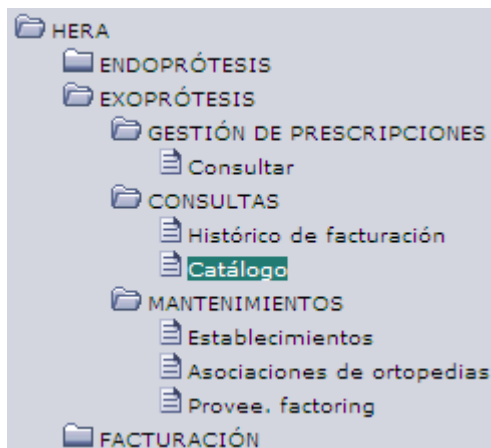 HERA
ENDOPRÓTESIS
EXOPRÓTESIS
GESTIÓN DE PRESCRIPCIONES
Consultar
CONSULTAS
Histórico de facturación
Catálogo
MANTENIMIENTOS
Establecimientos
Asociaciones de ortopedias
Provee. factoring
FACTURACIÓN